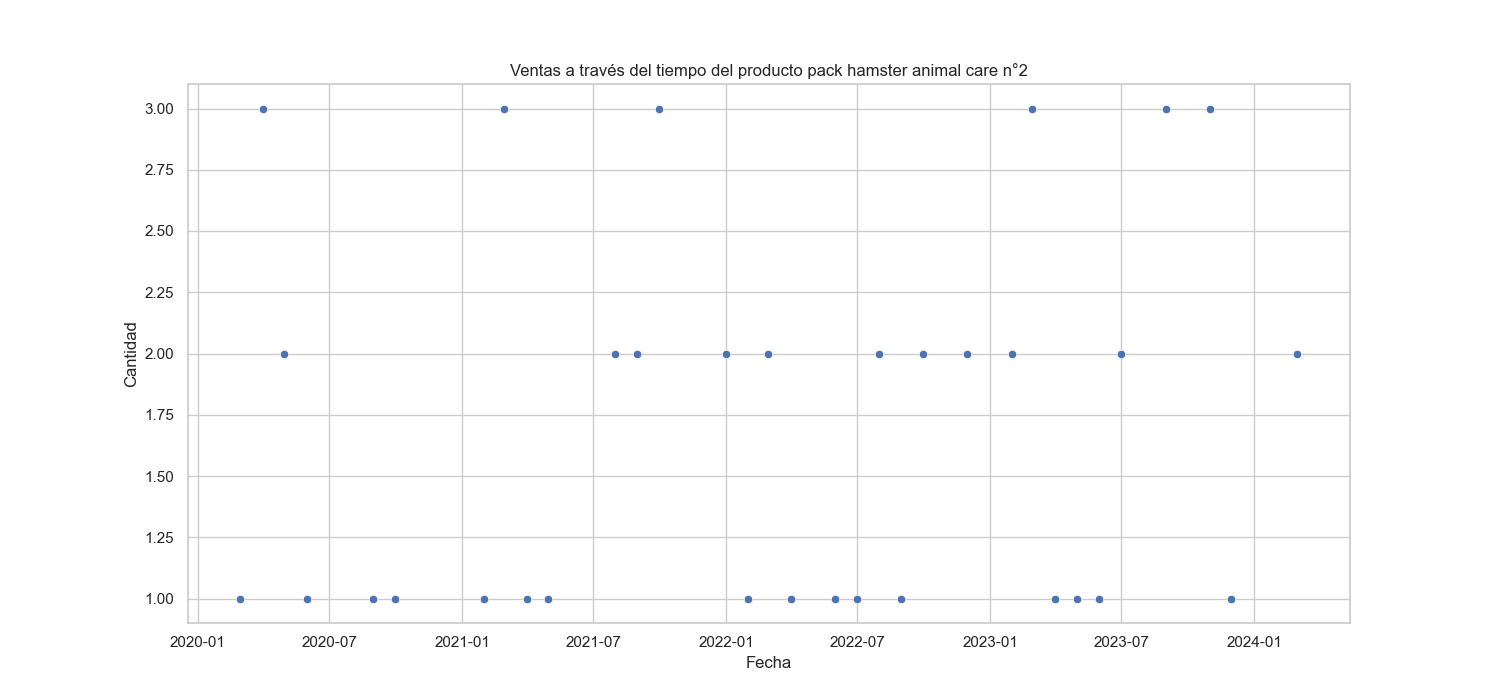 Ventas a través del tiempo del producto pack hamster animal care n°2
3.00
2.75
2.50
2.25
2.00
1.75
1.50
1.25
1.00
Cantidad
2020-01 2020-07 2021-01 2021-07 2022-01 2022-07 2023-01 2023-07 2024-01
Fecha